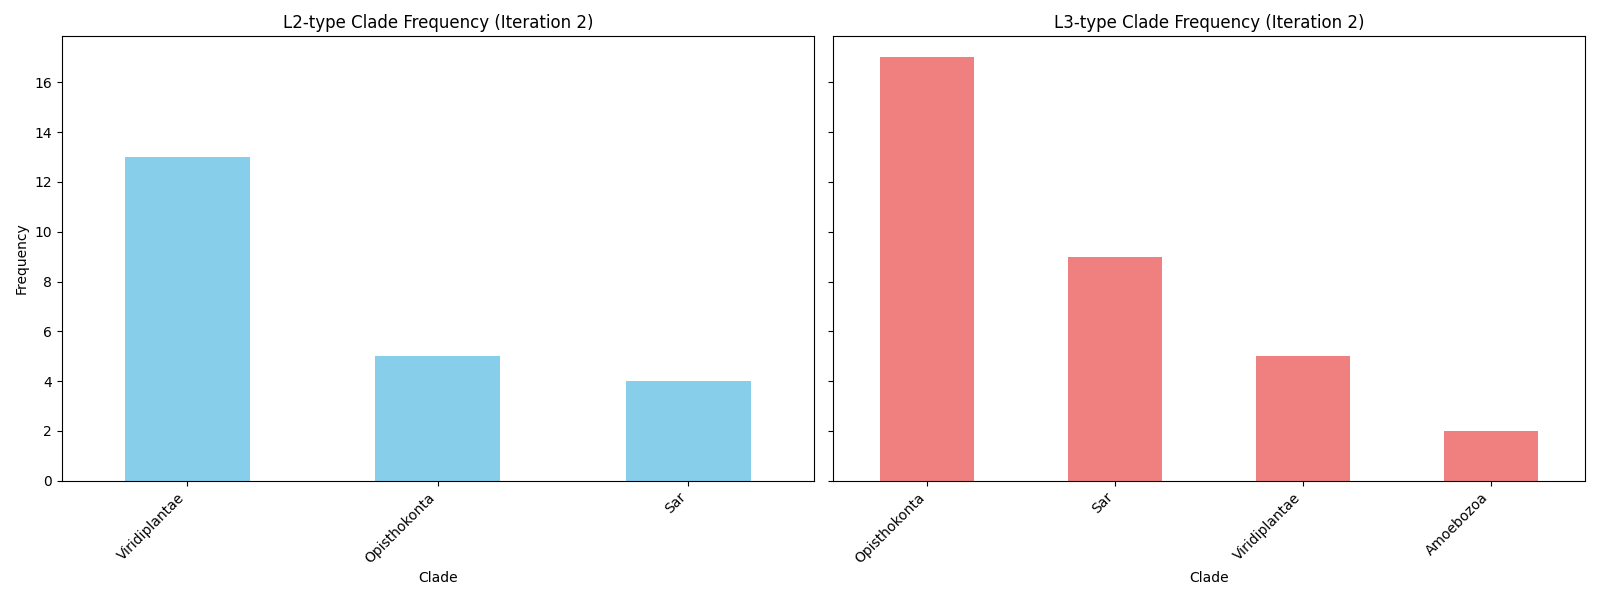 L2-type Clade Frequency (Iteration 2)
Frequency
16
14
12
10
8
6
4
2
0
Viridiplantae
Opisthokonta
Sar
Clade
L3-type Clade Frequency (Iteration 2)
Opisthokonta
Sar
Viridiplantae
Amoebozoa
Clade